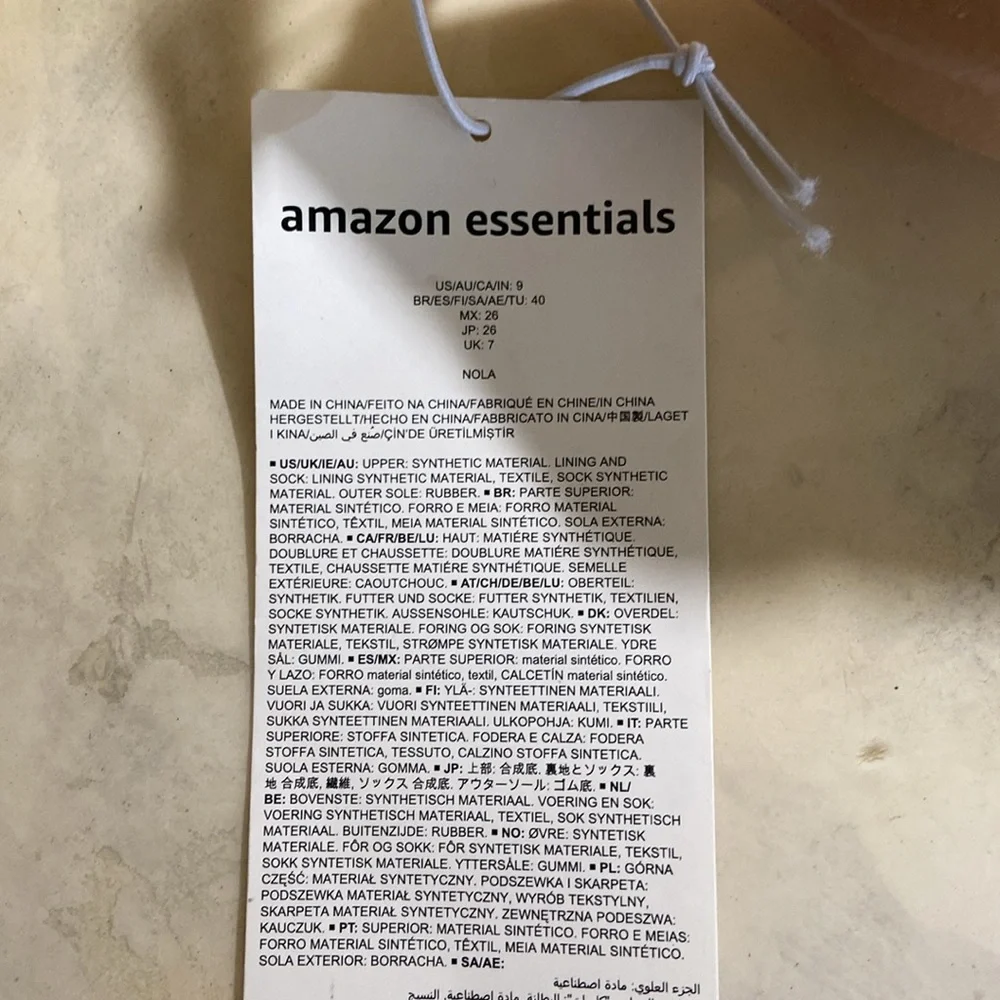 amazon essentials
US/AU/CA/IN: 9
BR/ES/FI/SA/AE/TU: 40
MX: 26
JP: 26
UK: 7
NOLA
MADE IN CHINA/FEITO NA CHINA/FABRIQUÉ EN CHINE/IN CHINA
HERGESTELLT/HECHO EN CHINA/FABBRICATO IN CINA/中国製/LAGET
I KINA/صُنع في الصين/ÇİN'DE ÜRETİLMİŞTİR
■ US/UK/IE/AU: UPPER: SYNTHETIC MATERIAL. LINING AND
SOCK: LINING SYNTHETIC MATERIAL, TEXTILE, SOCK SYNTHETIC
MATERIAL. OUTER SOLE: RUBBER. ■ BR: PARTE SUPERIOR:
MATERIAL SINTÉTICO. FORRO E MEIA: FORRO MATERIAL
SINTÉTICO, TÊXTIL, MEIA MATERIAL SINTÉTICO. SOLA EXTERNA:
BORRACHA. ■ CA/FR/BE/LU: HAUT: MATIÉRE SYNTHÉTIQUE.
DOUBLURE ET CHAUSSETTE: DOUBLURE MATIÉRE SYNTHÉTIQUE,
TEXTILE, CHAUSSETTE MATIÉRE SYNTHÉTIQUE. SEMELLE
EXTÉRIEURE: CAOUTCHOUC. ■ AT/CH/DE/BE/LU: OBERTEIL:
SYNTHETIK. FUTTER UND SOCKE: FUTTER SYNTHETIK, TEXTILIEN,
SOCKE SYNTHETIK. AUSSENSOHLE: KAUTSCHUK. ■ DK: OVERDEL:
SYNTETISK MATERIALE. FORING OG SOK: FORING SYNTETISK
MATERIALE, TEKSTIL, STRØMPE SYNTETISK MATERIALE. YDRE
SÅL: GUMMI. ■ ES/MX: PARTE SUPERIOR: material sintético. FORRO
Y LAZO: FORRO material sintético, textil, CALCETÍN material sintético.
SUELA EXTERNA: goma. ■ FI: YLÄ-: SYNTEETTINEN MATERIAALI.
VUORI JA SUKKA: VUORI SYNTEETTINEN MATERIAALI, TEKSTIILI,
SUKKA SYNTEETTINEN MATERIAALI. ULKOPOHJA: KUMI. ■ IT: PARTE
SUPERIORE: STOFFA SINTETICA. FODERA E CALZA: FODERA
STOFFA SINTETICA, TESSUTO, CALZINO STOFFA SINTETICA.
SUOLA ESTERNA: GOMMA. ■ JP: 上部: 合成底. 裏地とソックス: 裏
地 合成底, 繊維, ソックス 合成底. アウターソール: ゴム底. ■ NL/
BE: BOVENSTE: SYNTHETISCH MATERIAAL. VOERING EN SOK:
VOERING SYNTHETISCH MATERIAAL, TEXTIEL, SOK SYNTHETISCH
MATERIAAL. BUITENZIJDE: RUBBER. ■ NO: ØVRE: SYNTETISK
MATERIALE. FÔR OG SOKK: FÔR SYNTETISK MATERIALE, TEKSTIL,
SOKK SYNTETISK MATERIALE. YTTERSÅLE: GUMMI. ■ PL: GÓRNA
CZĘŚĆ: MATERIAŁ SYNTETYCZNY. PODSZEWKA I SKARPETA:
PODSZEWKA MATERIAŁ SYNTETYCZNY, WYRÓB TEKSTYLNY,
SKARPETA MATERIAŁ SYNTETYCZNY. ZEWNĘTRZNA PODESZWA:
KAUCZUK. ■ PT: SUPERIOR: MATERIAL SINTÉTICO. FORRO E MEIAS:
FORRO MATERIAL SINTÉTICO, TÊXTIL, MEIA MATERIAL SINTÉTICO.
SOLA EXTERIOR: BORRACHA. ■ SA/AE:
الجزء العلوي: مادة اصطناعية
البطانة، مادة اصطناعية، النسيج